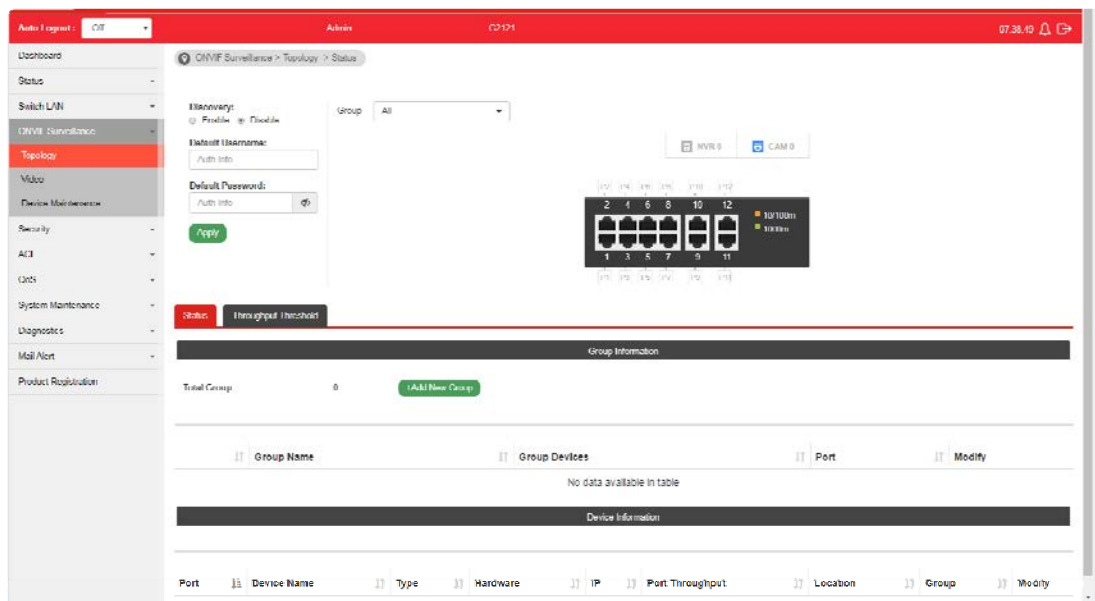 Auto Logout : Off Admin 07:38:49
Dashboard
ONVIF Surveillance > Topology > Status
Status
Switch LAN
Discovery:
Enable Disable
Group All
ONVIF Surveillance
Default Username:
Auth Info
NVR 0 CAM 0
Topology
Video
Default Password:
Auth Info
Device Maintenance
2 4 6 8 10 12
10/100m
1000m
Security
Apply
1 3 5 7 9 11
ACL
QoS
System Maintenance
Status Throughput Threshold
Diagnostics
Mail Alert
Group Information
Product Registration
Total Group 0 +Add New Group
Group Name Group Devices Port Modify
No data available in table
Device Information
Port Device Name Type Hardware IP Port Throughput Location Group Modify